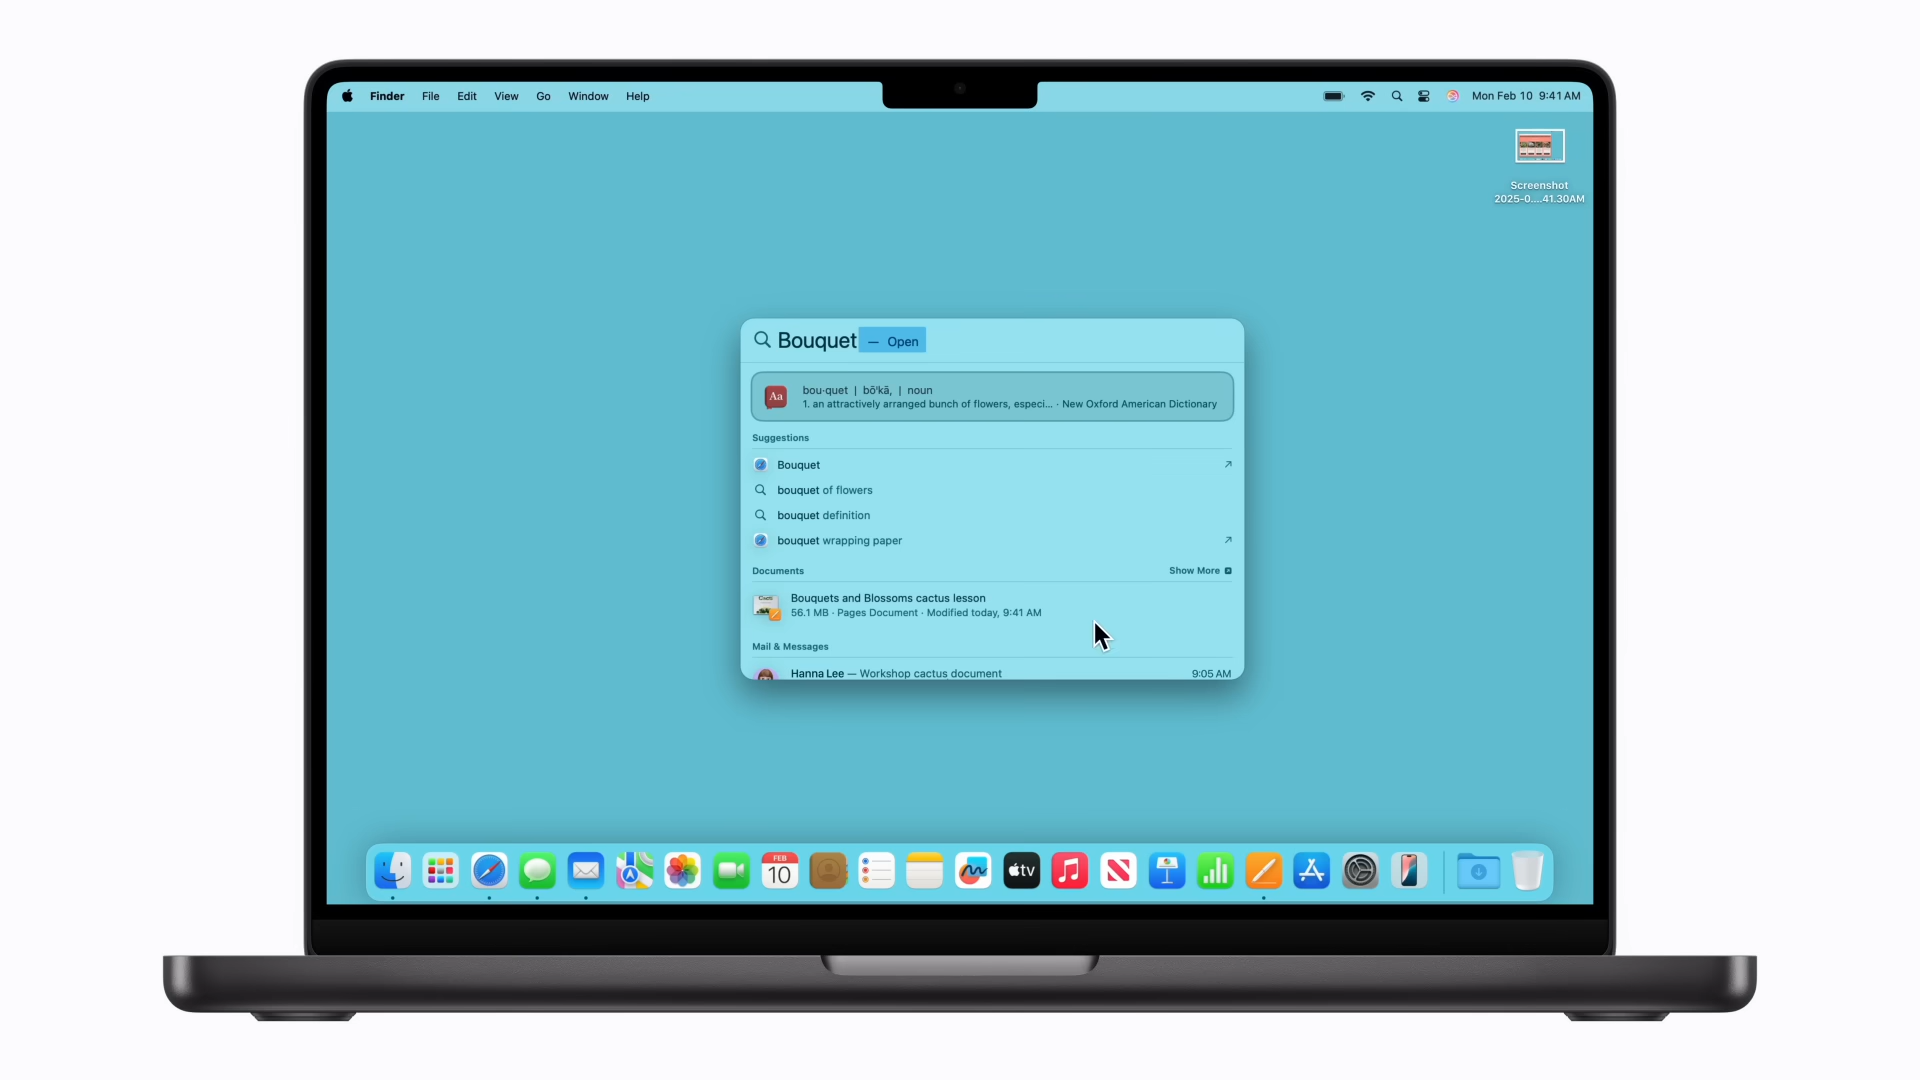 Finder File Edit View Go Window Help
Mon Feb 10 9:41 AM
Screenshot
2025-0....41.30AM
Bouquet — Open
Aa
bou·quet | bōˈkā, | noun
1. an attractively arranged bunch of flowers, especi... · New Oxford American Dictionary
Suggestions
Bouquet
bouquet of flowers
bouquet definition
bouquet wrapping paper
Documents Show More
Bouquets and Blossoms cactus lesson
56.1 MB · Pages Document · Modified today, 9:41 AM
Mail & Messages
Hanna Lee — Workshop cactus document 9:05 AM
FEB
10
tv